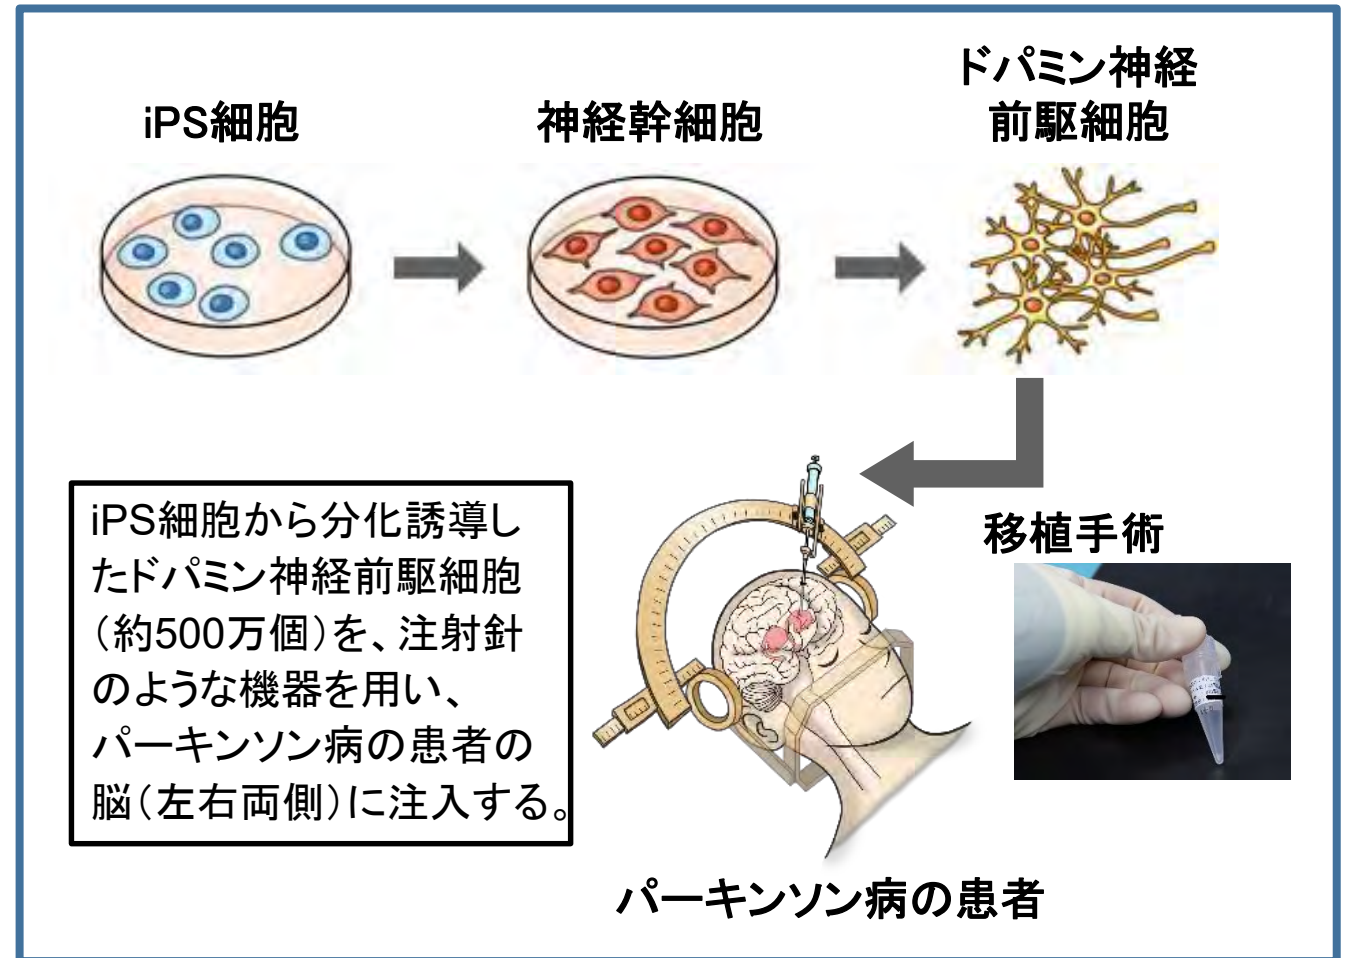 iPS細胞
神経幹細胞
ドパミン神経
前駆細胞
iPS細胞から分化誘導し
たドパミン神経前駆細胞
（約500万個）を、注射針
のような機器を用い、
パーキンソン病の患者の
脳（左右両側）に注入する。
移植手術
パーキンソン病の患者